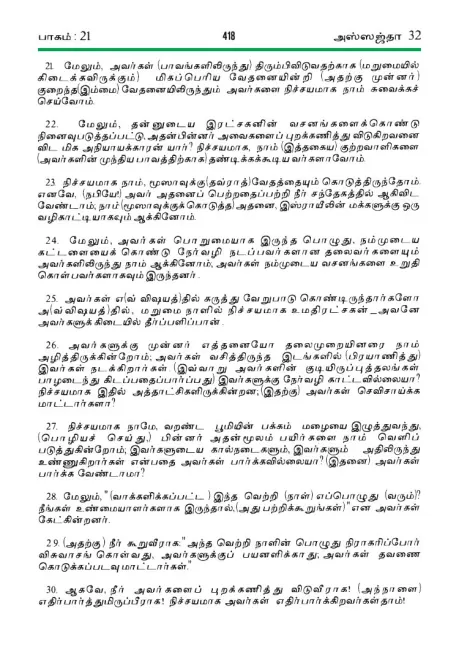 பாகம் : 21 418 அஸ்ஸஜ்தா 32
21. மேலும், அவர்கள் (பாவங்களிலிருந்து) திரும்பிவிடுவதற்காக (மறுமையில்
கிடைக்கவிருக்கும்) மிகப்பெரிய வேதனையின்றி (அதற்கு முன்னர்)
குறைந்த(இம்மை) வேதனையிலிருந்தும் அவர்களை நிச்சயமாக நாம் சுவைக்கச்
செய்வோம்.
22. மேலும், தன்னுடைய இரட்சகனின் வசனங்களைக்கொண்டு
நினைவுபடுத்தப்பட்டு, அதன்பின்னர் அவைகளைப் புறக்கணித்து விடுகிறவனை
விட மிக அநியாயக்காரன் யார்? நிச்சயமாக, நாம் (இத்தகைய) குற்றவாளிகளை
(அவர்களின் முந்திய பாவத்திற்காக) தண்டிக்கக்கூடியவர்களாவோம்.
23. நிச்சயமாக நாம், மூஸாவுக்கு(தவ்ராத்)வேதத்தையும் கொடுத்திருந்தோம்.
எனவே, (நபியே!) அவர் அதனைப் பெற்றதைப்பற்றி நீர் சந்தேகத்தில் ஆகிவிட
வேண்டாம்; நாம் (மூஸாவுக்குக்கொடுத்த) அதனை, இஸ்ராயீலின் மக்களுக்கு ஒரு
வழிகாட்டியாகவும் ஆக்கினோம்.
24. மேலும், அவர்கள் பொறுமையாக இருந்த பொழுது, நம்முடைய
கட்டளையைக் கொண்டு நேர்வழி நடப்பவர்களான தலைவர்களையும்
அவர்களிலிருந்து நாம் ஆக்கினோம், அவர்கள் நம்முடைய வசனங்களை உறுதி
கொள்பவர்களாகவும் இருந்தனர்.
25. அவர்கள் எ(வ் விஷயத்)தில் கருத்து வேறுபாடு கொண்டிருந்தார்களோ
அ(வ்விஷயத்)தில், மறுமை நாளில் நிச்சயமாக உமதிரட்சகன் _அவனே
அவர்களுக்கிடையில் தீர்ப்பளிப்பான்.
26. அவர்களுக்கு முன்னர் எத்தனையோ தலைமுறையினரை நாம்
அழித்திருக்கின்றோம்; அவர்கள் வசித்திருந்த இடங்களில் (பிரயாணித்து)
இவர்கள் நடக்கிறார்கள். (இவ்வாறு அவர்களின் குடியிருப்புத்தலங்கள்
பாழடைந்து கிடப்பதைப்பார்ப்பது) இவர்களுக்கு நேர்வழி காட்டவில்லையா?
நிச்சயமாக இதில் அத்தாட்சிகளிருக்கின்றன; (இதற்கு) அவர்கள் செவிசாய்க்க
மாட்டார்களா?
27. நிச்சயமாக நாமே, வறண்ட பூமியின் பக்கம் மழையை இழுத்துவந்து,
(பொழியச் செய்து,) பின்னர் அதன்மூலம் பயிர்களை நாம் வெளிப்
படுத்துகின்றோம்; இவர்களுடைய கால்நடைகளும், இவர்களும் அதிலிருந்து
உண்ணுகிறார்கள் என்பதை அவர்கள் பார்க்கவில்லையா? (இதனை) அவர்கள்
பார்க்க வேண்டாமா?
28. மேலும், "(வாக்களிக்கப்பட்ட) இந்த வெற்றி (நாள்) எப்பொழுது (வரும்)?
நீங்கள் உண்மையாளர்களாக இருந்தால், (அது பற்றிக்கூறுங்கள்)" என அவர்கள்
கேட்கின்றனர்.
29. (அதற்கு) நீர் கூறுவீராக: "அந்த வெற்றி நாளின் பொழுது நிராகரிப்போர்
விசுவாசங் கொள்வது, அவர்களுக்குப் பயனளிக்காது; அவர்கள் தவணை
கொடுக்கப்படவுமாட்டார்கள்."
30. ஆகவே, நீர் அவர்களைப் புறக்கணித்து விடுவீராக! (அந்நாளை)
எதிர்பார்த்துமிருப்பீராக! நிச்சயமாக அவர்கள் எதிர்பார்க்கிறவர்கள்தாம்!